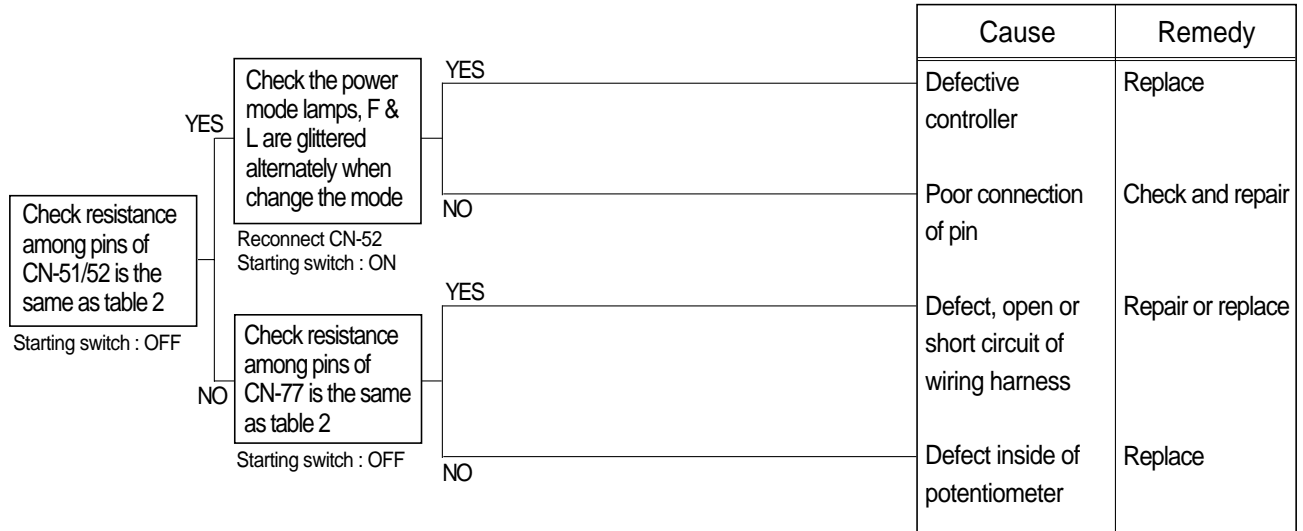 Cause
Remedy
YES
Check the power
mode lamps, F &
L are glittered
alternately when
change the mode
Reconnect CN-52
Starting switch : ON
YES
Defective
controller
Replace
NO
Poor connection
of pin
Check and repair
Check resistance
among pins of
CN-51/52 is the
same as table 2
Starting switch : OFF
NO
Check resistance
among pins of
CN-77 is the same
as table 2
Starting switch : OFF
YES
Defect, open or
short circuit of
wiring harness
Repair or replace
NO
Defect inside of
potentiometer
Replace